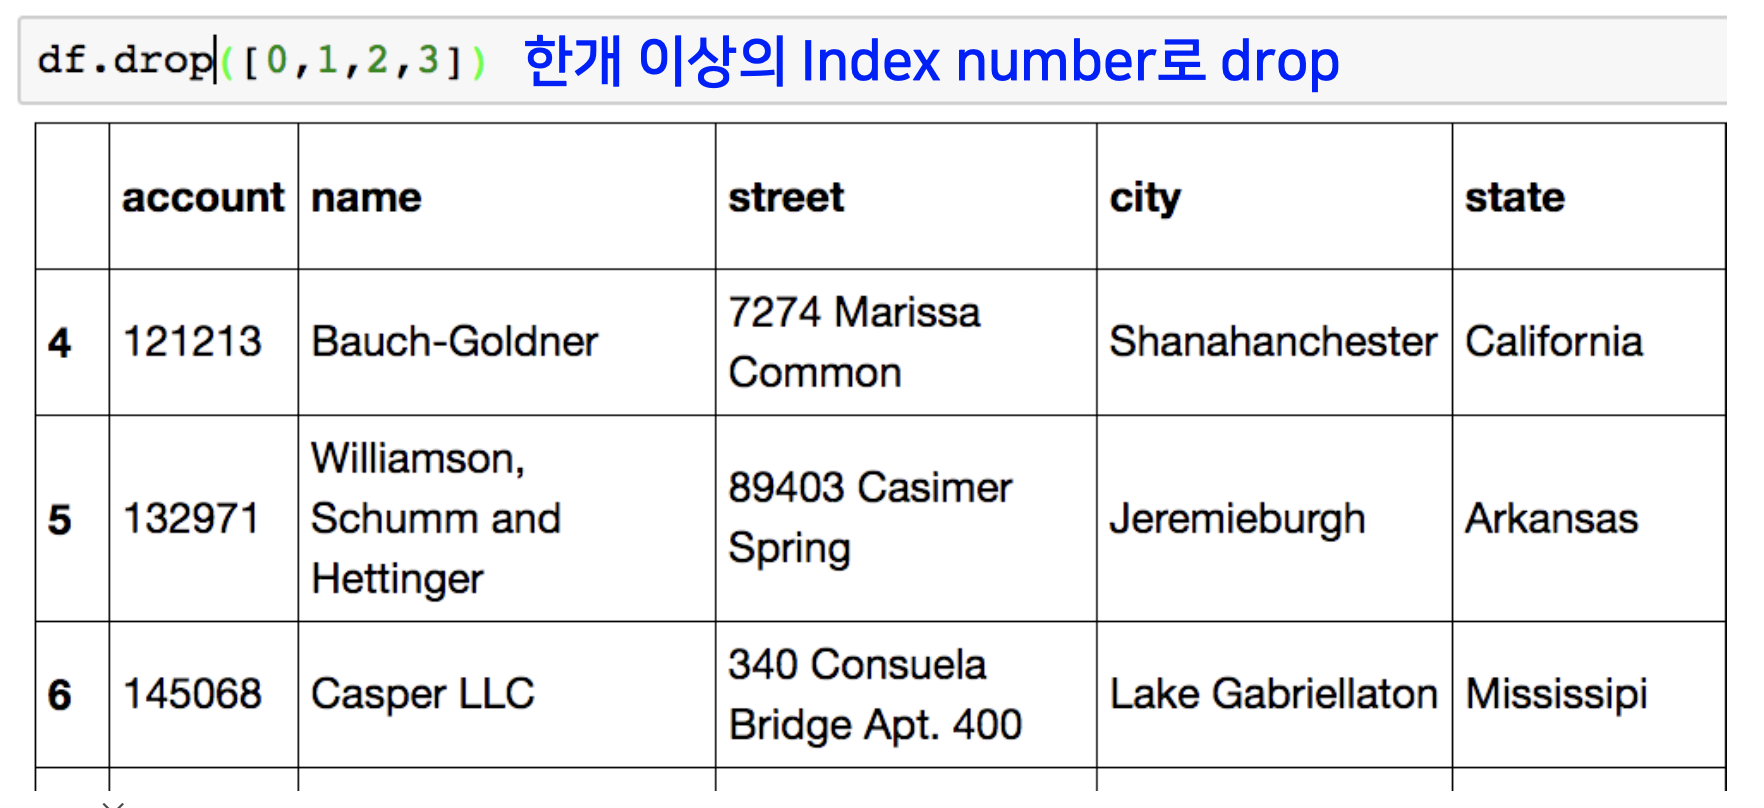 df.drop([0,1,2,3]) 한개 이상의 Index number로 drop
account name street city state
4 121213 Bauch-Goldner 7274 Marissa Common Shanahanchester California
5 132971 Williamson, Schumm and Hettinger 89403 Casimer Spring Jeremieburgh Arkansas
6 145068 Casper LLC 340 Consuela Bridge Apt. 400 Lake Gabriellaton Mississipi